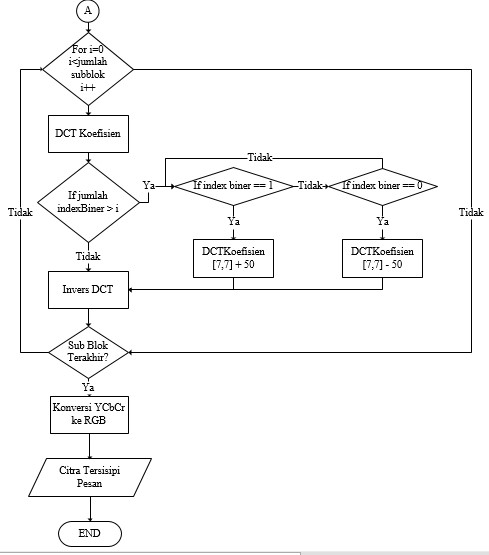 A
For i=0
i<jumlah
subblok
i++
DCT Koefisien
If jumlah
indexBiner > i
Ya
Tidak
If index biner == 1
Tidak
If index biner == 0
Tidak
Tidak
Ya
Ya
DCTKoefisien
[7,7] + 50
DCTKoefisien
[7,7] - 50
Tidak
Tidak
Invers DCT
Sub Blok
Terakhir?
Ya
Konversi YCbCr
ke RGB
Citra Tersisipi
Pesan
END